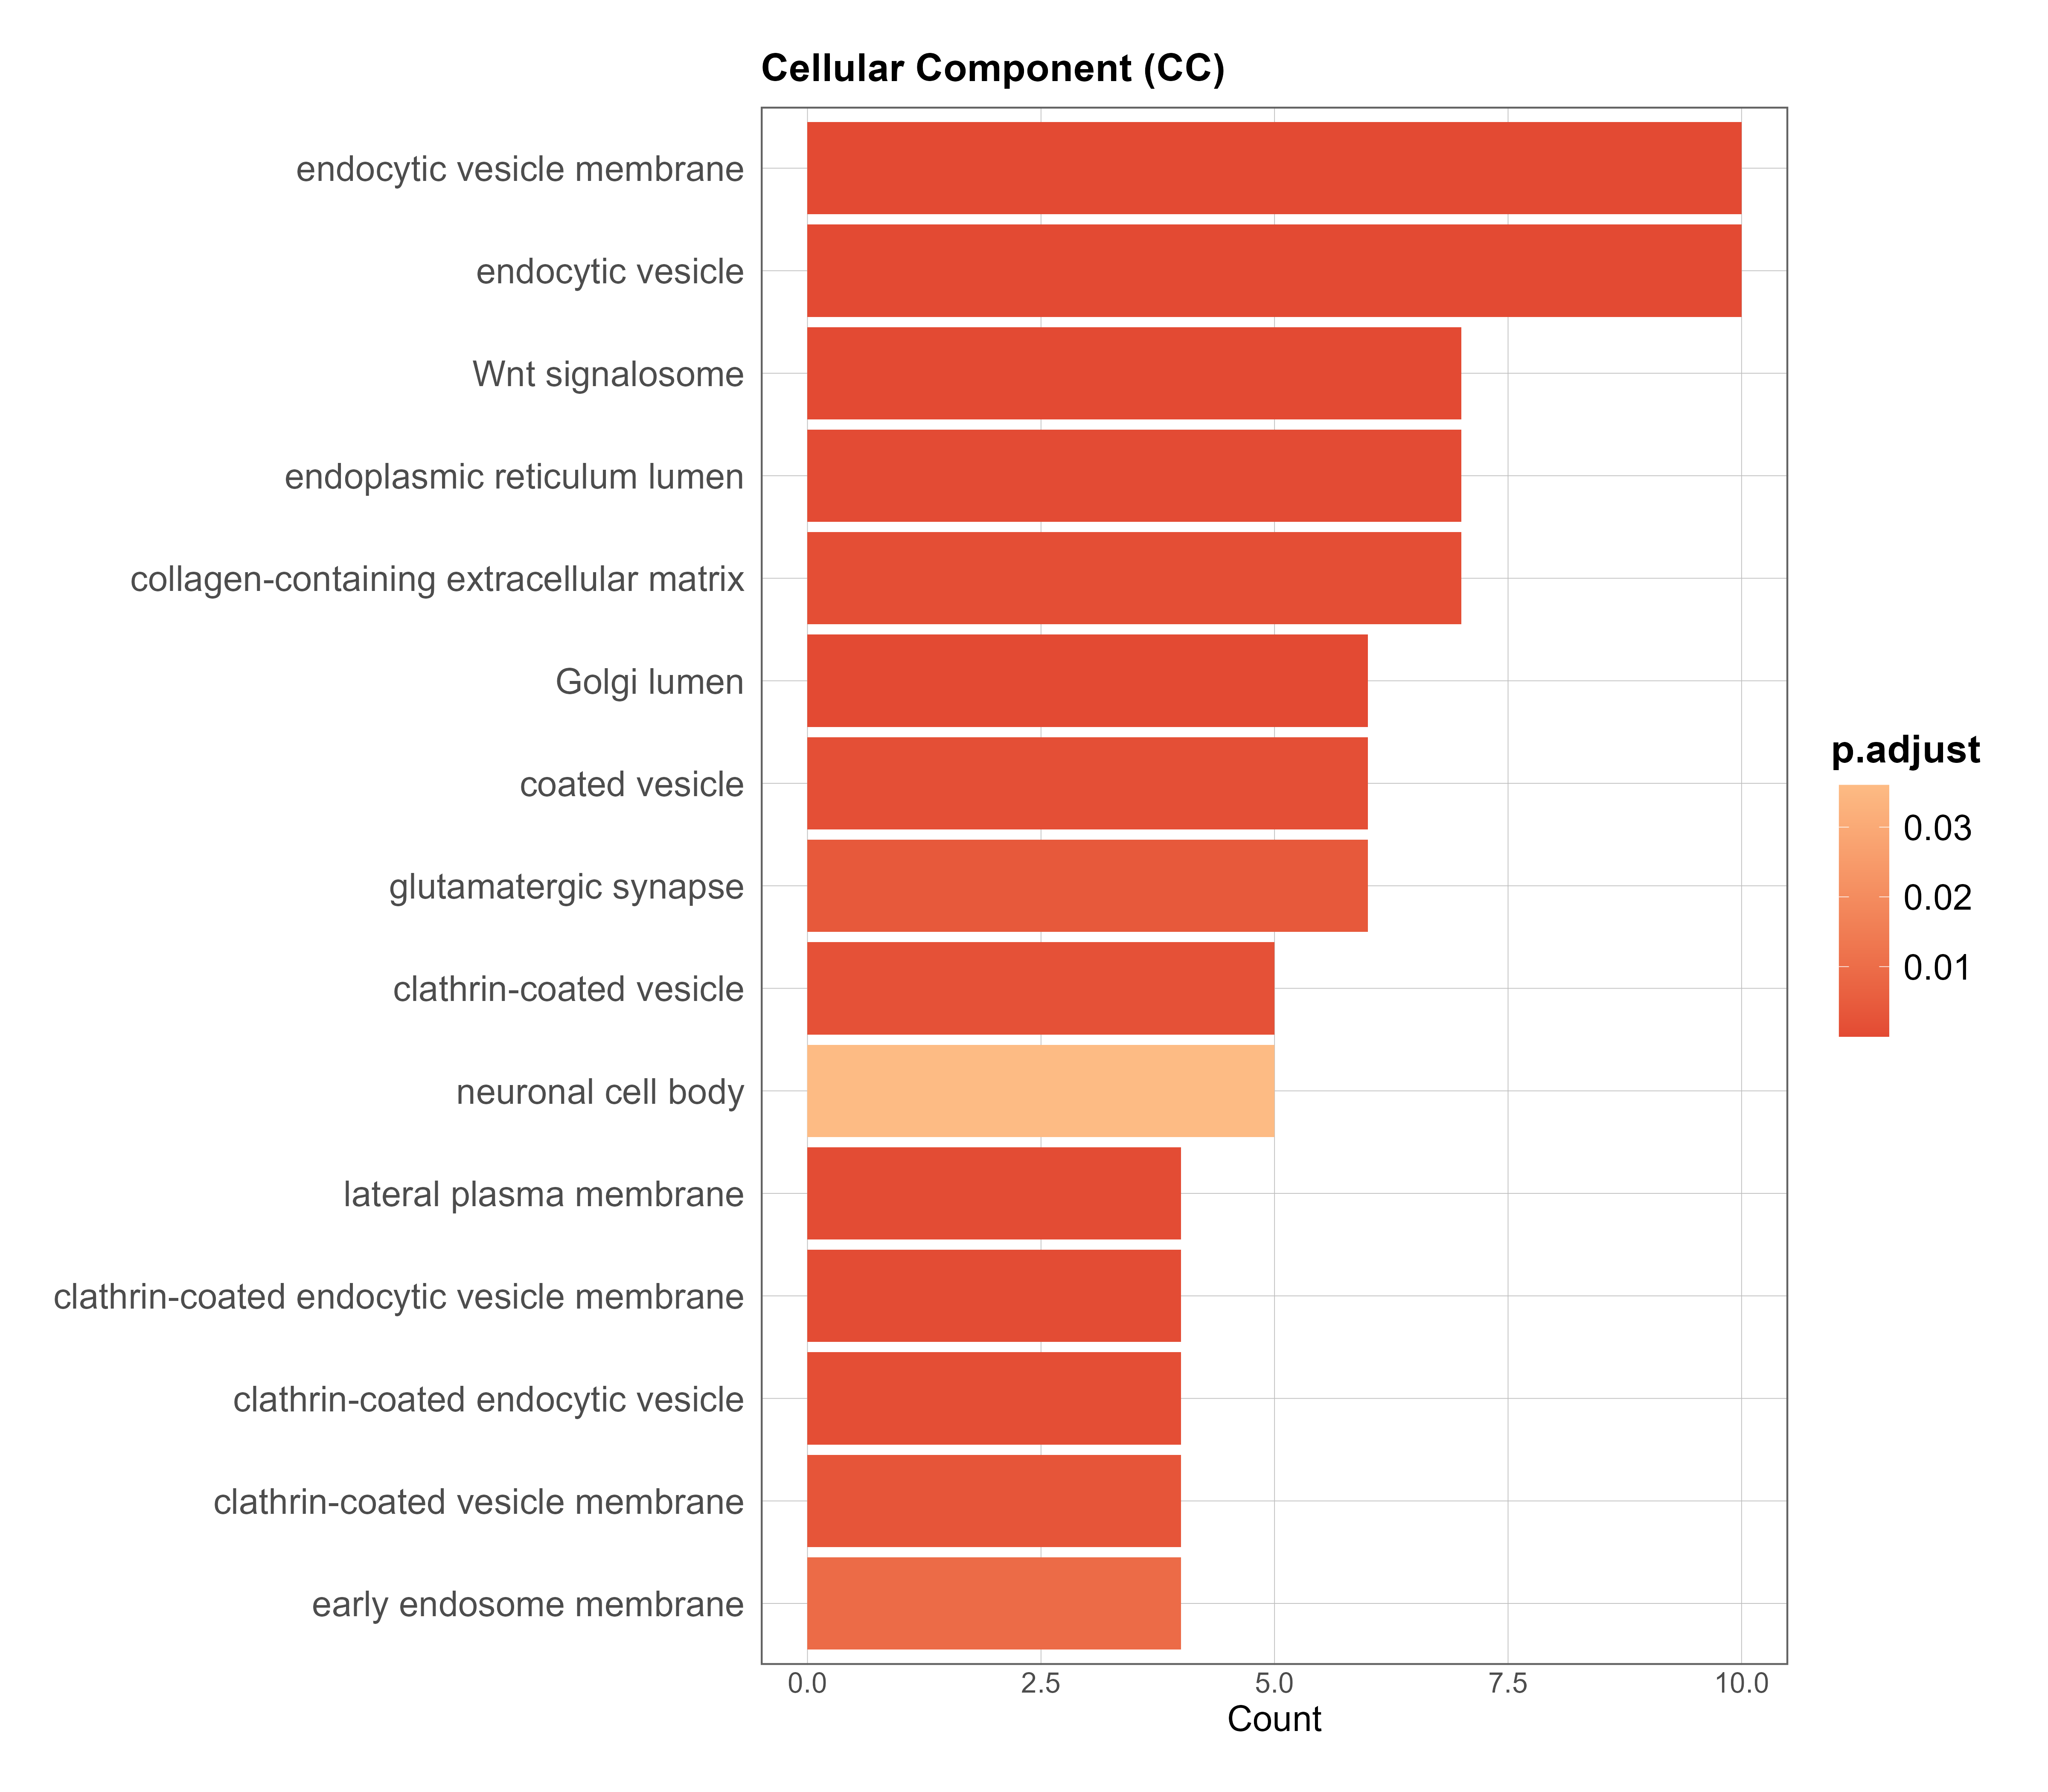 Cellular Component (CC)
endocytic vesicle membrane
endocytic vesicle
Wnt signalosome
endoplasmic reticulum lumen
collagen-containing extracellular matrix
Golgi lumen
coated vesicle
glutamatergic synapse
clathrin-coated vesicle
neuronal cell body
lateral plasma membrane
clathrin-coated endocytic vesicle membrane
clathrin-coated endocytic vesicle
clathrin-coated vesicle membrane
early endosome membrane
0.0 2.5 5.0 7.5 10.0
Count
p.adjust
0.03
0.02
0.01